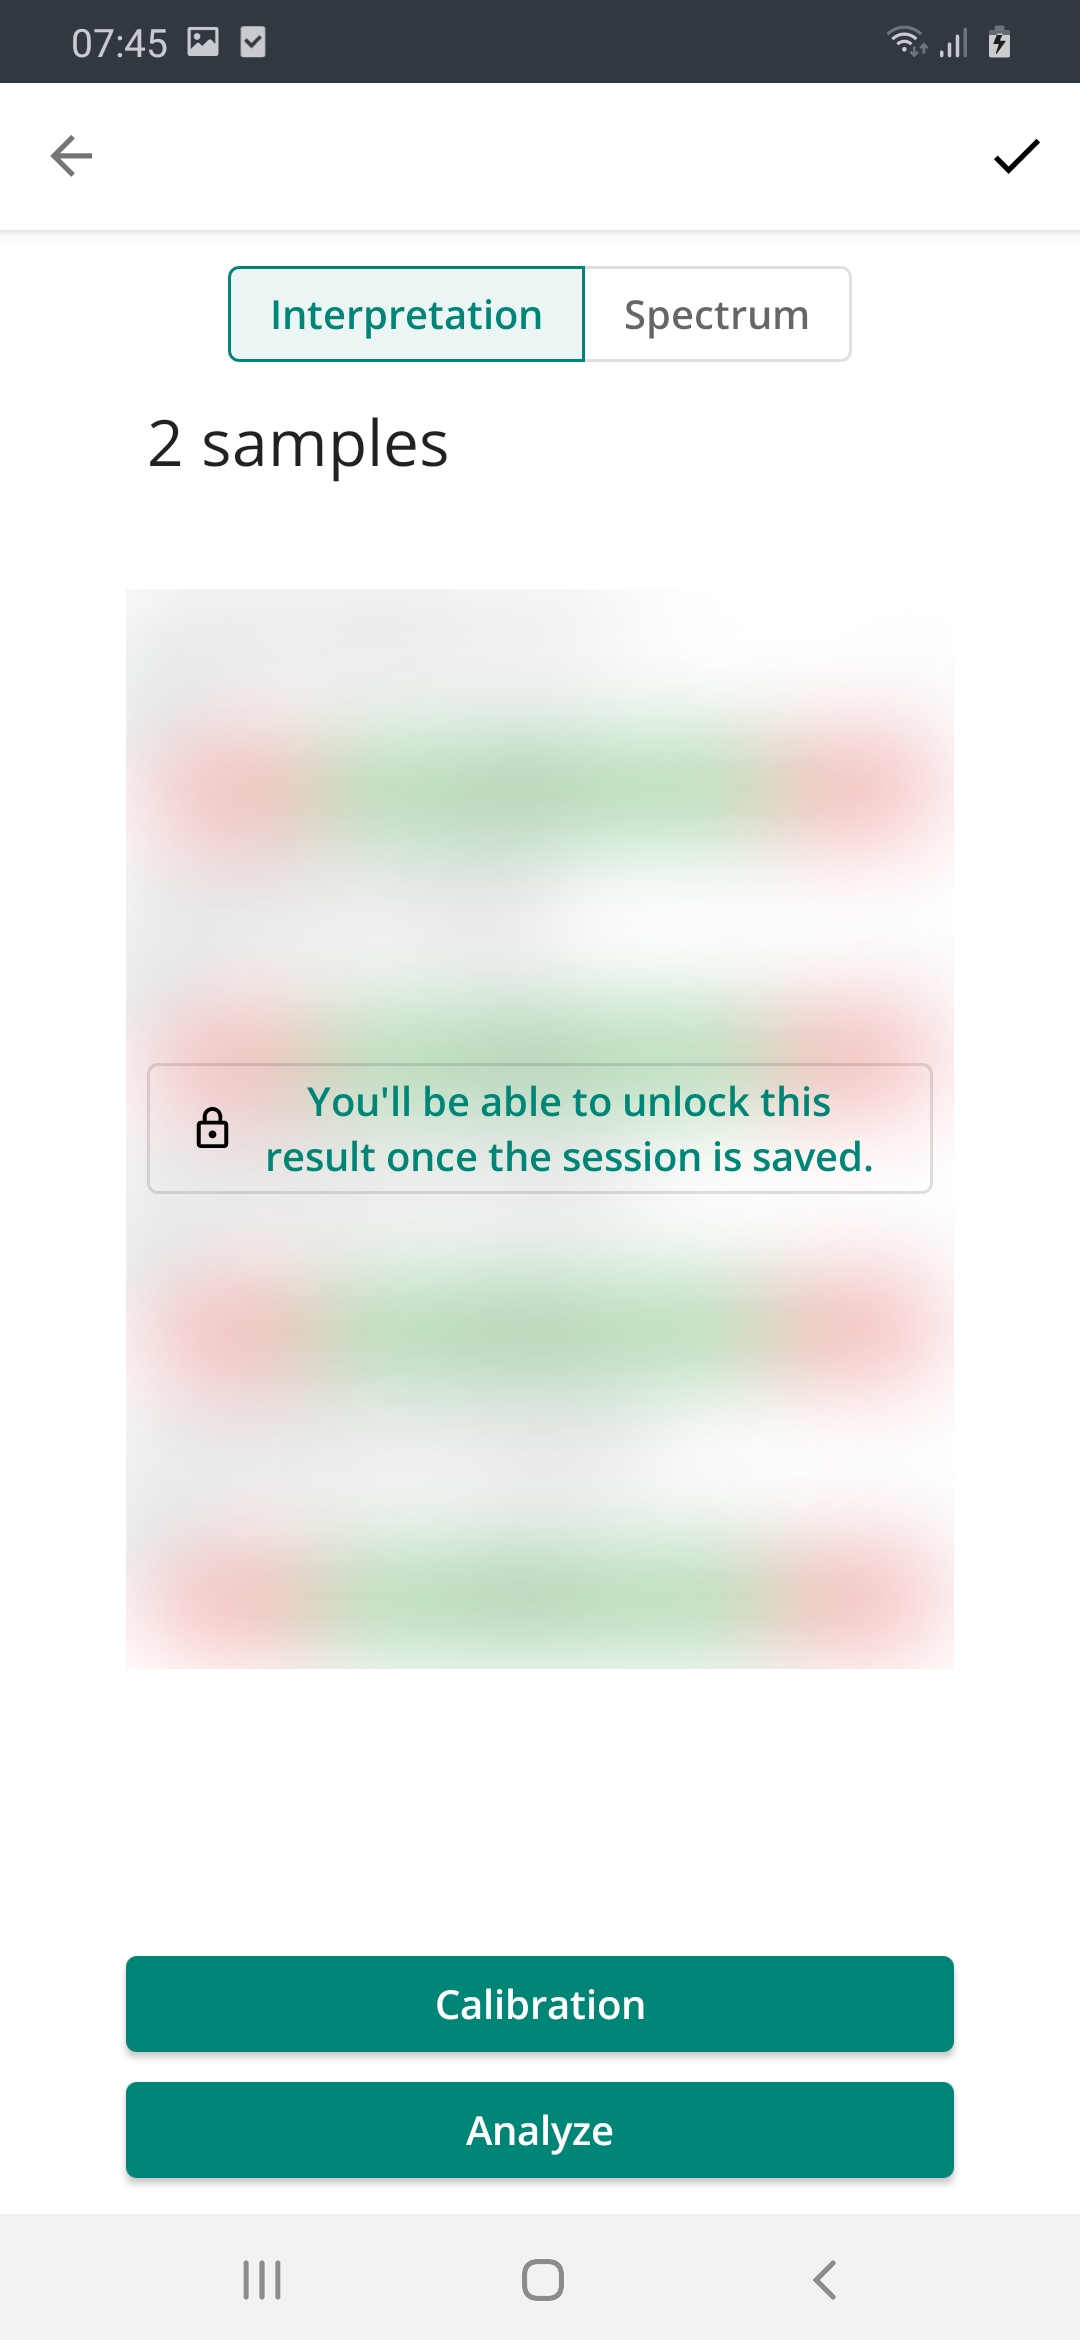 07:45
Interpretation
Spectrum
2 samples
You'll be able to unlock this
result once the session is saved.
Calibration
Analyze